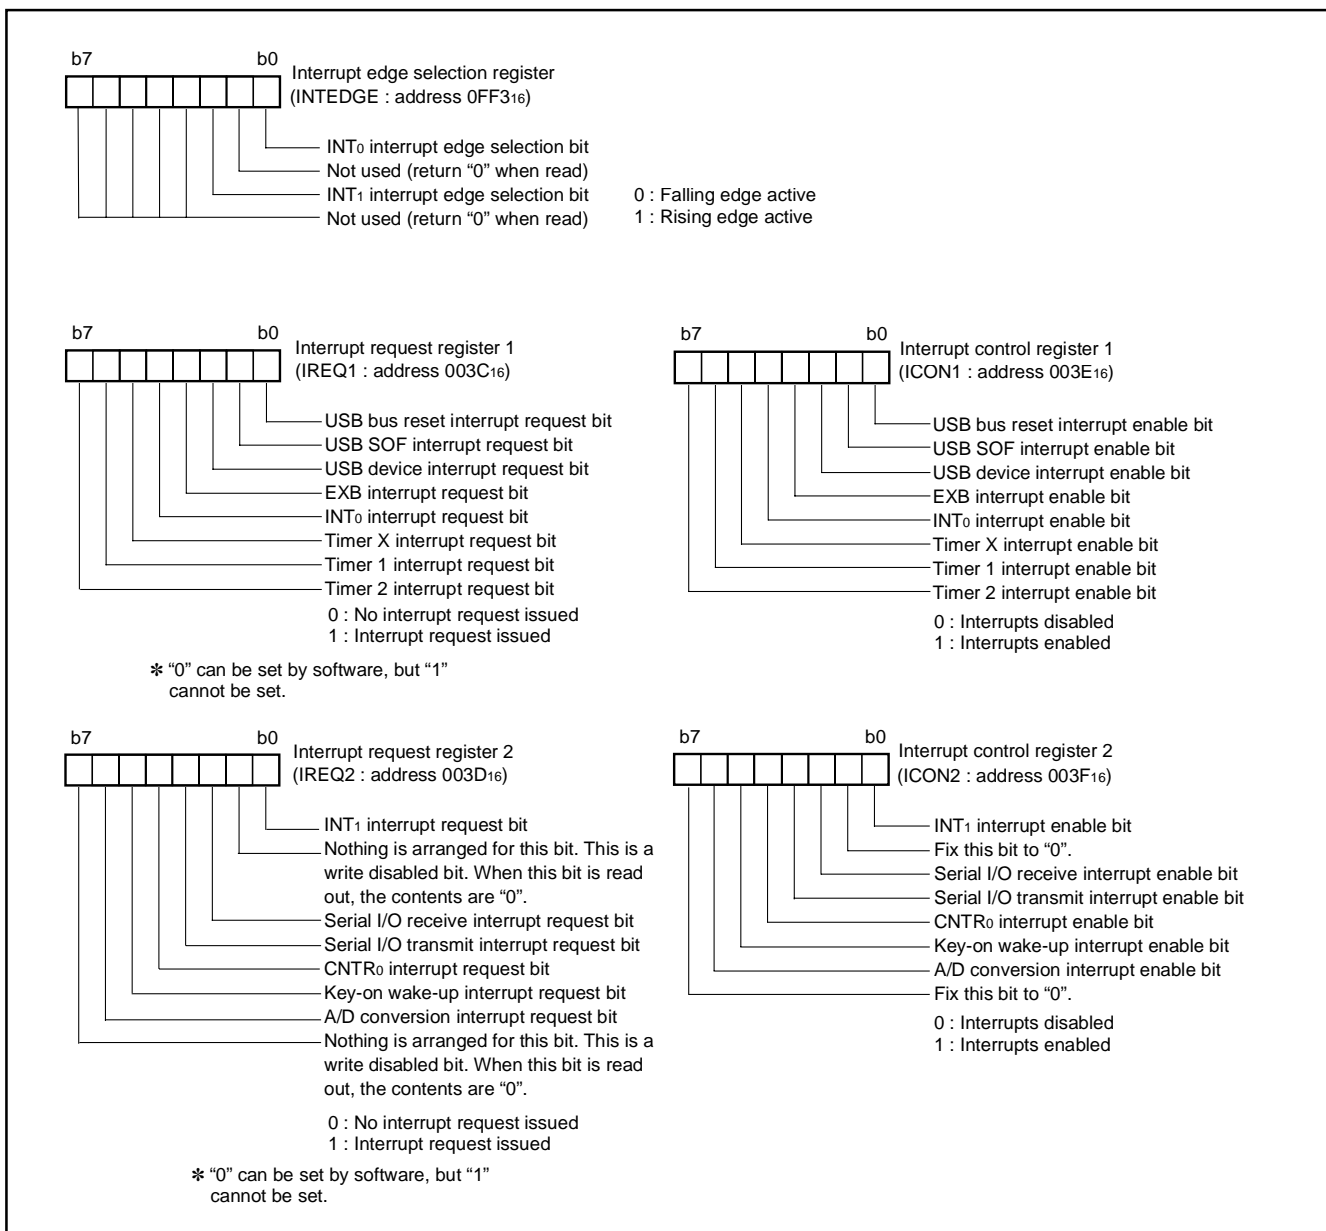 b7 b0
Interrupt edge selection register
(INTEDGE : address 0FF316)
INT0 interrupt edge selection bit
Not used (return “0” when read)
INT1 interrupt edge selection bit 0 : Falling edge active
Not used (return “0” when read) 1 : Rising edge active
b7 b0
Interrupt request register 1
(IREQ1 : address 003C16)
USB bus reset interrupt request bit
USB SOF interrupt request bit
USB device interrupt request bit
EXB interrupt request bit
INT0 interrupt request bit
Timer X interrupt request bit
Timer 1 interrupt request bit
Timer 2 interrupt request bit
0 : No interrupt request issued
1 : Interrupt request issued
✻ “0” can be set by software, but “1”
cannot be set.
b7 b0
Interrupt control register 1
(ICON1 : address 003E16)
USB bus reset interrupt enable bit
USB SOF interrupt enable bit
USB device interrupt enable bit
EXB interrupt enable bit
INT0 interrupt enable bit
Timer X interrupt enable bit
Timer 1 interrupt enable bit
Timer 2 interrupt enable bit
0 : Interrupts disabled
1 : Interrupts enabled
b7 b0
Interrupt request register 2
(IREQ2 : address 003D16)
INT1 interrupt request bit
Nothing is arranged for this bit. This is a
write disabled bit. When this bit is read
out, the contents are “0”.
Serial I/O receive interrupt request bit
Serial I/O transmit interrupt request bit
CNTR0 interrupt request bit
Key-on wake-up interrupt request bit
A/D conversion interrupt request bit
Nothing is arranged for this bit. This is a
write disabled bit. When this bit is read
out, the contents are “0”.
0 : No interrupt request issued
1 : Interrupt request issued
✻ “0” can be set by software, but “1”
cannot be set.
b7 b0
Interrupt control register 2
(ICON2 : address 003F16)
INT1 interrupt enable bit
Fix this bit to “0”.
Serial I/O receive interrupt enable bit
Serial I/O transmit interrupt enable bit
CNTR0 interrupt enable bit
Key-on wake-up interrupt enable bit
A/D conversion interrupt enable bit
Fix this bit to “0”.
0 : Interrupts disabled
1 : Interrupts enabled